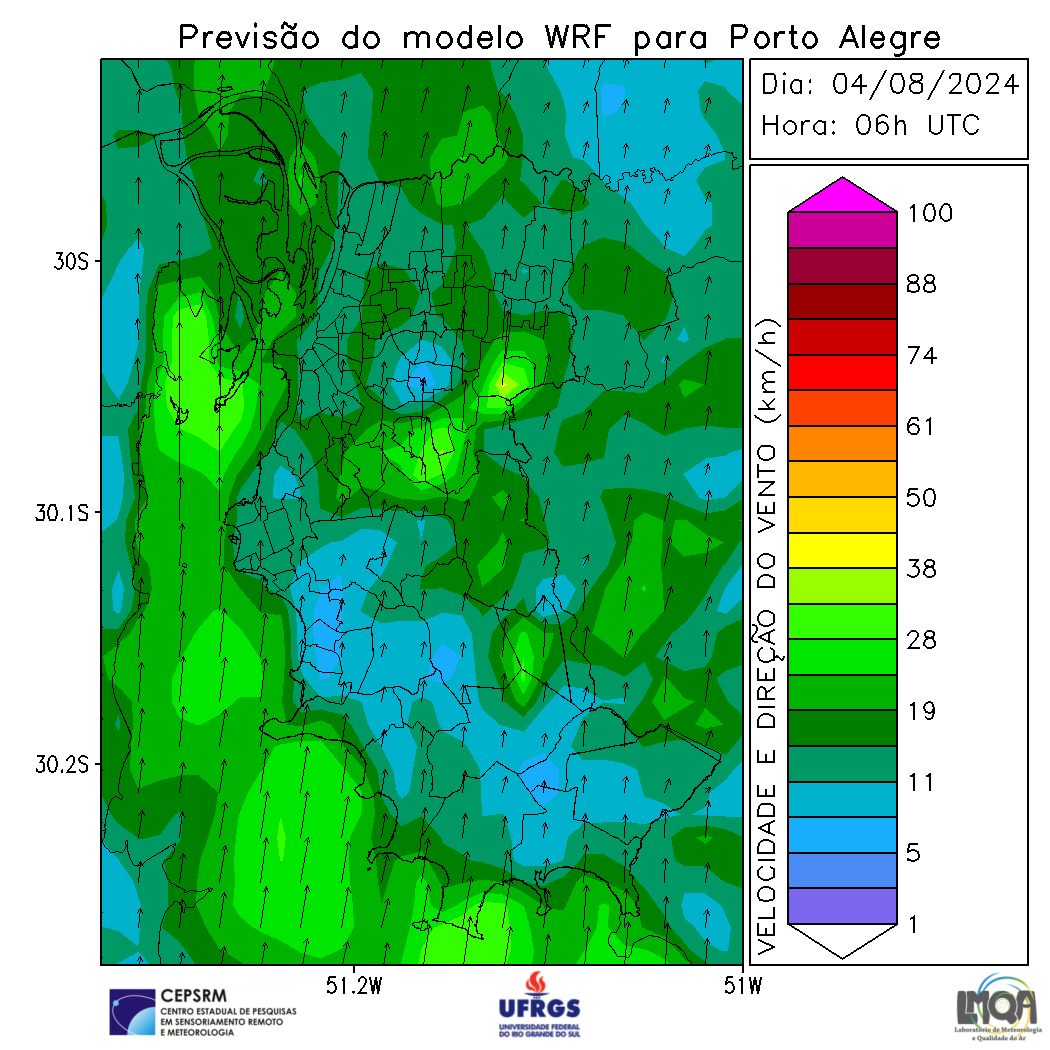 Previsão do modelo WRF para Porto Alegre
Dia: 04/08/2024
Hora: 06h UTC
30S
30.1S
30.2S
51.2W
51W
VELOCIDADE E DIREÇÃO DO VENTO (km/h)
100
88
74
61
50
38
28
19
11
5
1
CEPSRM
CENTRO ESTADUAL DE PESQUISAS
EM SENSORIAMENTO REMOTO
E METEOROLOGIA
UFRGS
UNIVERSIDADE FEDERAL
DO RIO GRANDE DO SUL
LMQA
Laboratório de Meteorologia
e Qualidade do Ar